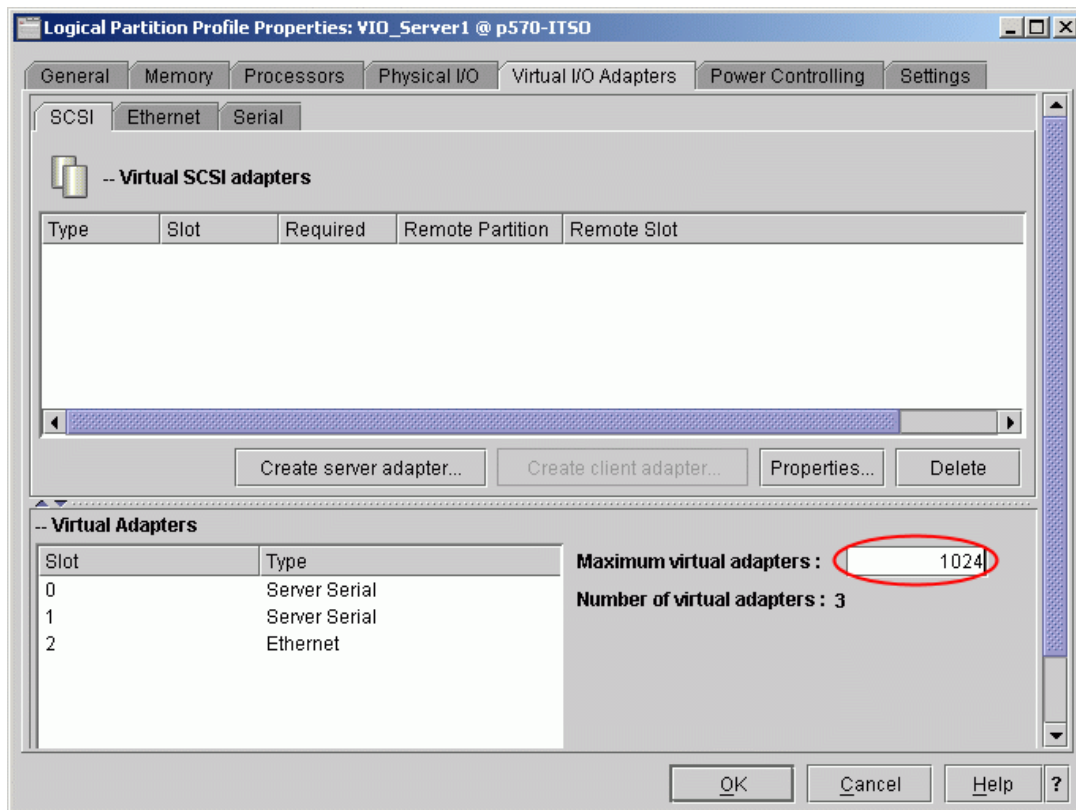 Logical Partition Profile Properties: VIO_Server1 @ p570-ITSO
General Memory Processors Physical I/O Virtual I/O Adapters Power Controlling Settings
SCSI Ethernet Serial
-- Virtual SCSI adapters
Type Slot Required Remote Partition Remote Slot
Create server adapter... Create client adapter... Properties... Delete
-- Virtual Adapters
Slot Type
0 Server Serial
1 Server Serial
2 Ethernet
Maximum virtual adapters : 1024
Number of virtual adapters : 3
OK Cancel Help ?